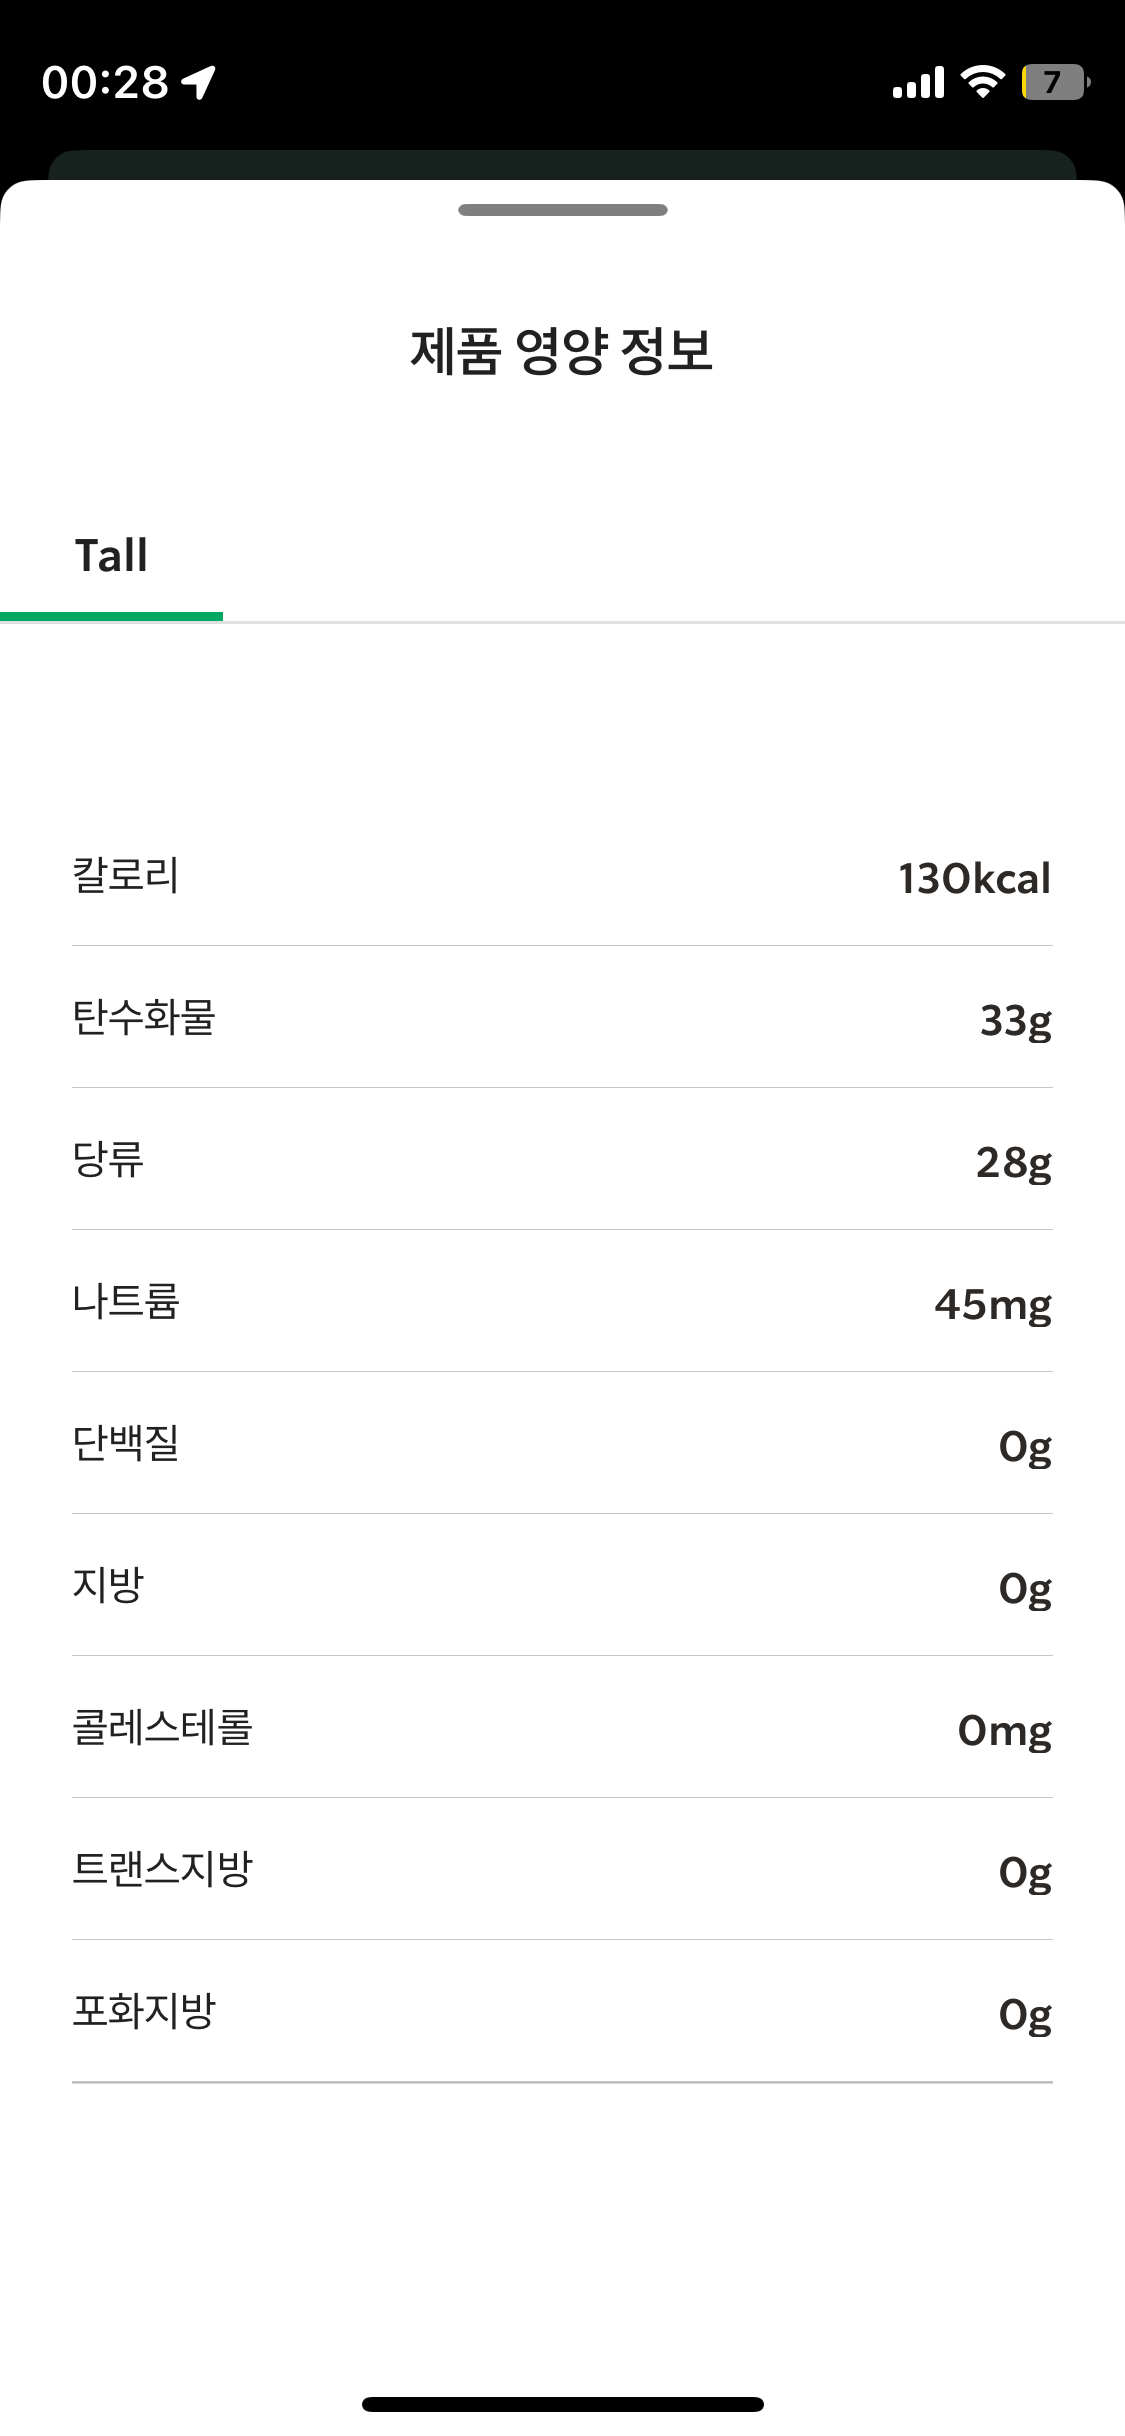 00:28
7
제품 영양 정보
Tall
칼로리 130kcal
탄수화물 33g
당류 28g
나트륨 45mg
단백질 0g
지방 0g
콜레스테롤 0mg
트랜스지방 0g
포화지방 0g